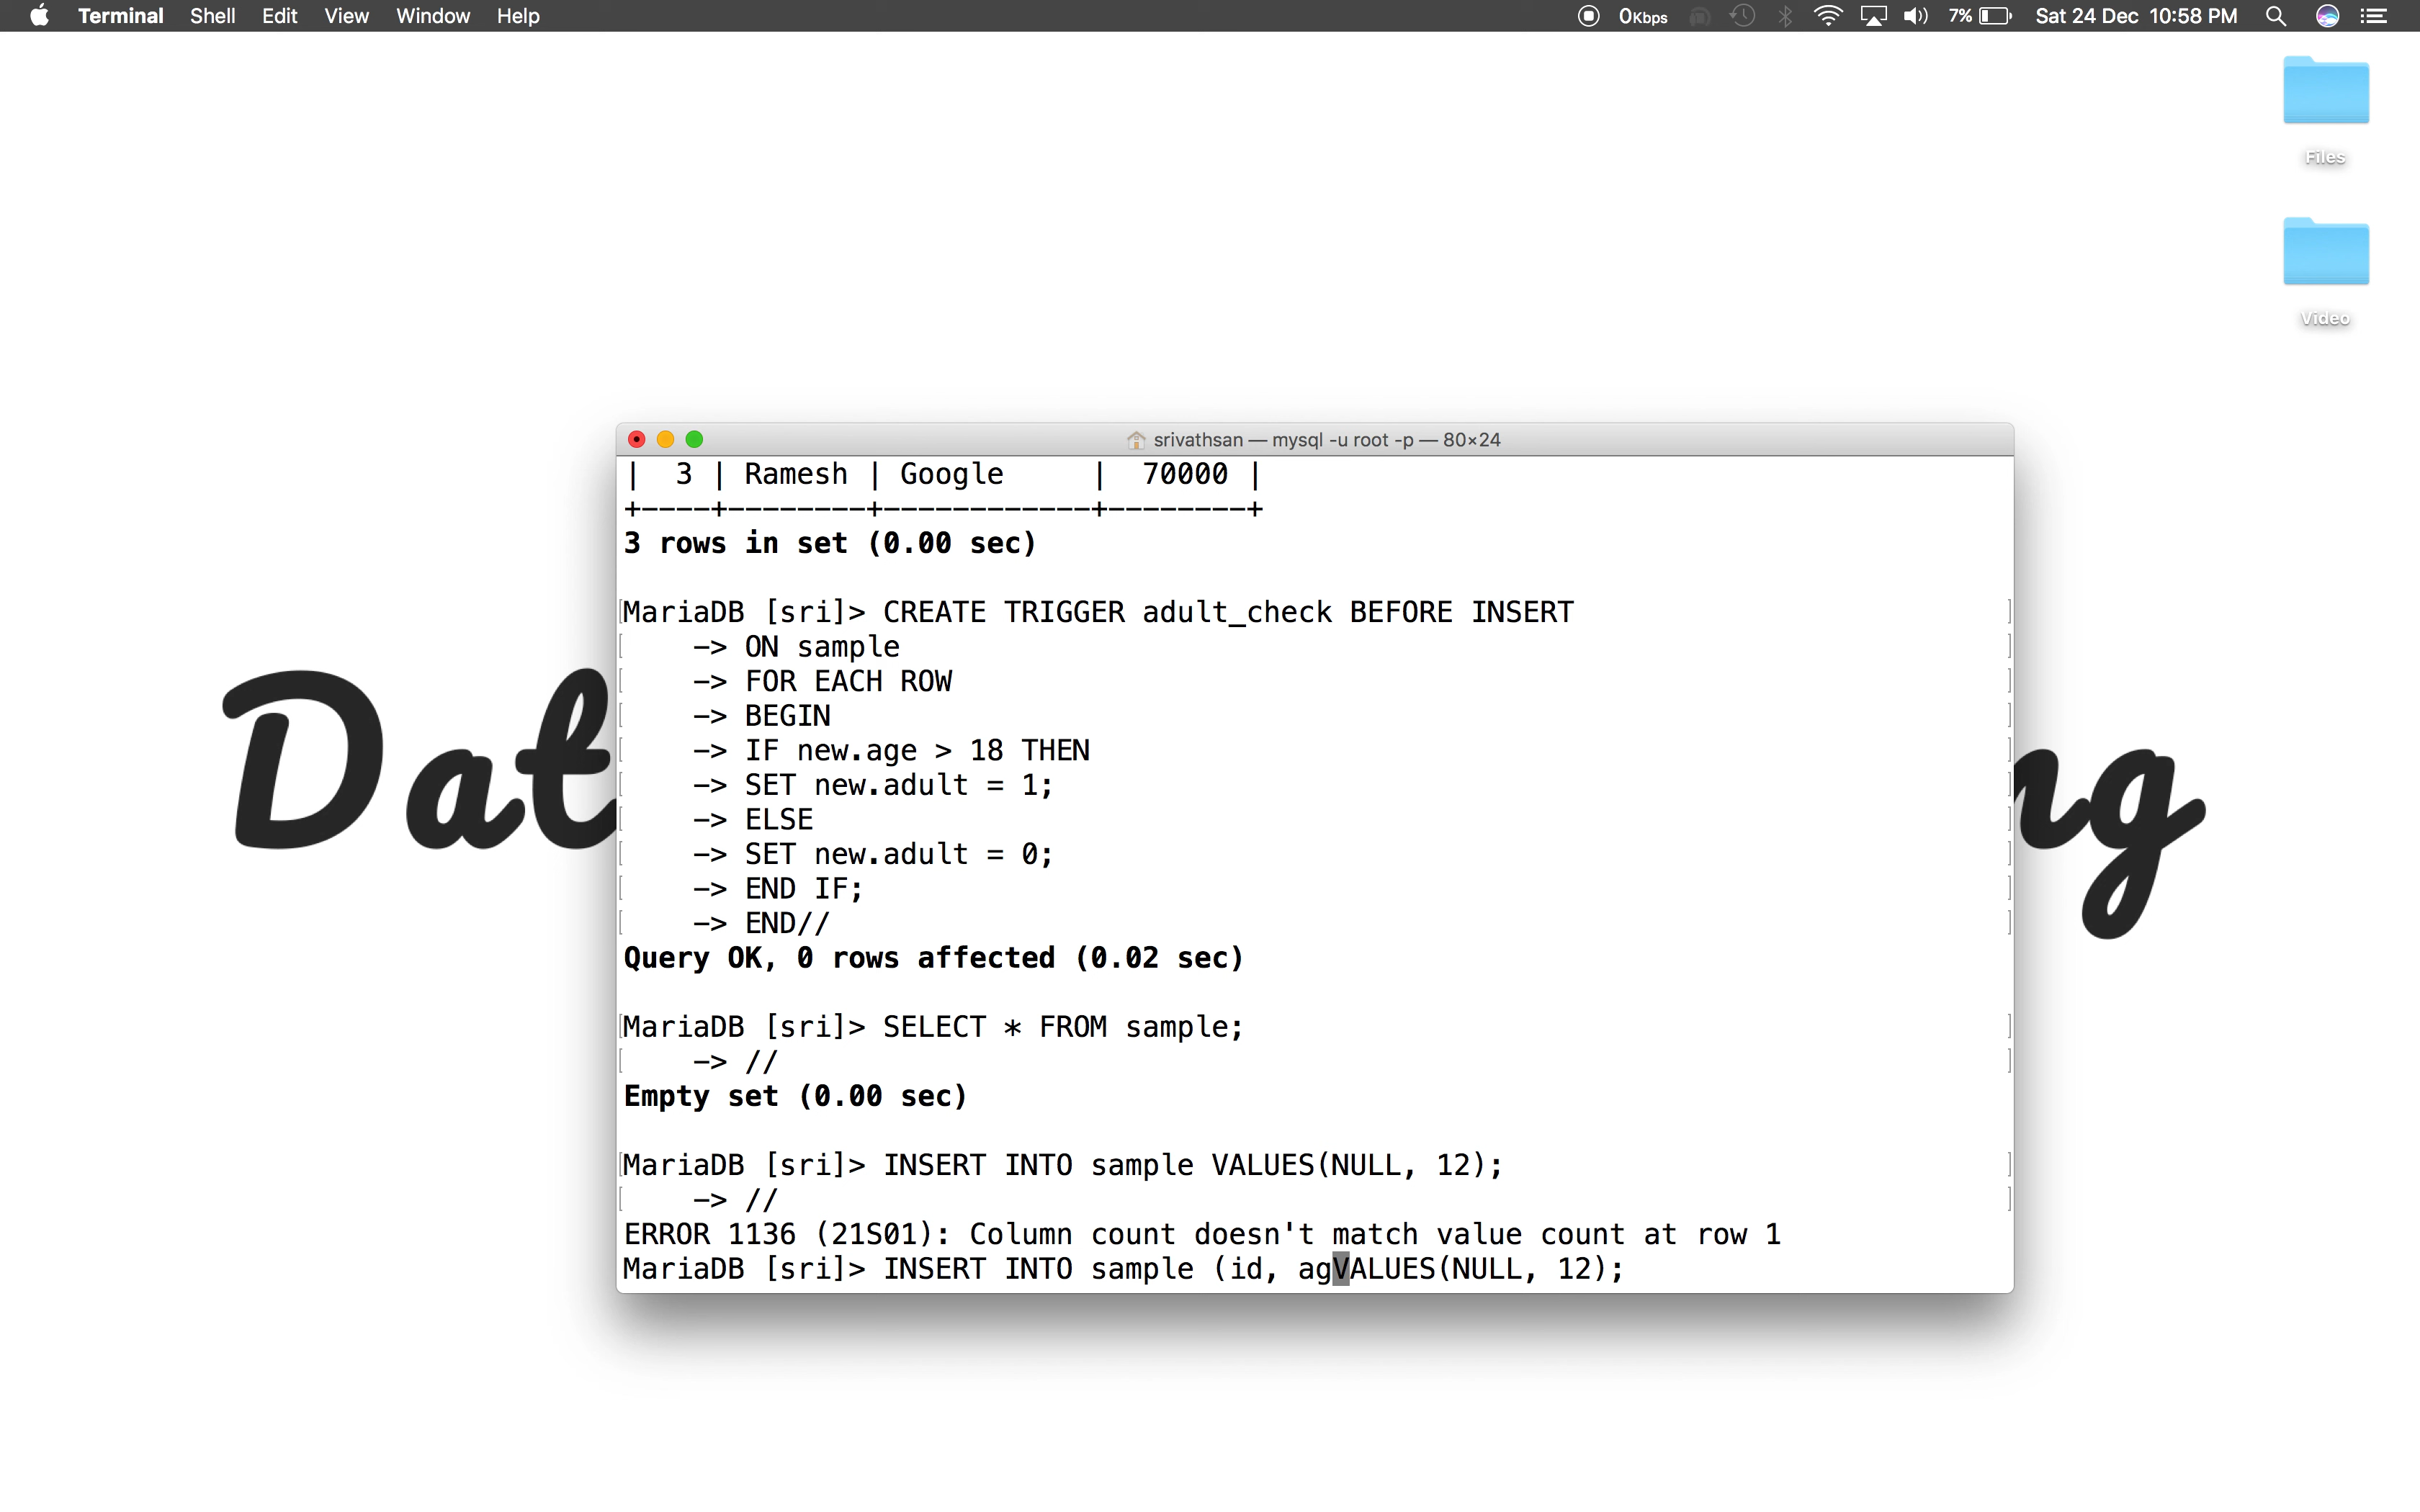 Terminal Shell Edit View Window Help 0Kbps 7% Sat 24 Dec 10:58 PM
Files
Video
srivathsan — mysql -u root -p — 80×24
| 3 | Ramesh | Google | 70000 |
+----+--------+------------+--------+
3 rows in set (0.00 sec)
MariaDB [sri]> CREATE TRIGGER adult_check BEFORE INSERT
-> ON sample
-> FOR EACH ROW
-> BEGIN
-> IF new.age > 18 THEN
-> SET new.adult = 1;
-> ELSE
-> SET new.adult = 0;
-> END IF;
-> END//
Query OK, 0 rows affected (0.02 sec)
MariaDB [sri]> SELECT * FROM sample;
-> //
Empty set (0.00 sec)
MariaDB [sri]> INSERT INTO sample VALUES(NULL, 12);
-> //
ERROR 1136 (21S01): Column count doesn't match value count at row 1
MariaDB [sri]> INSERT INTO sample (id, agVALUES(NULL, 12);
Dat ng